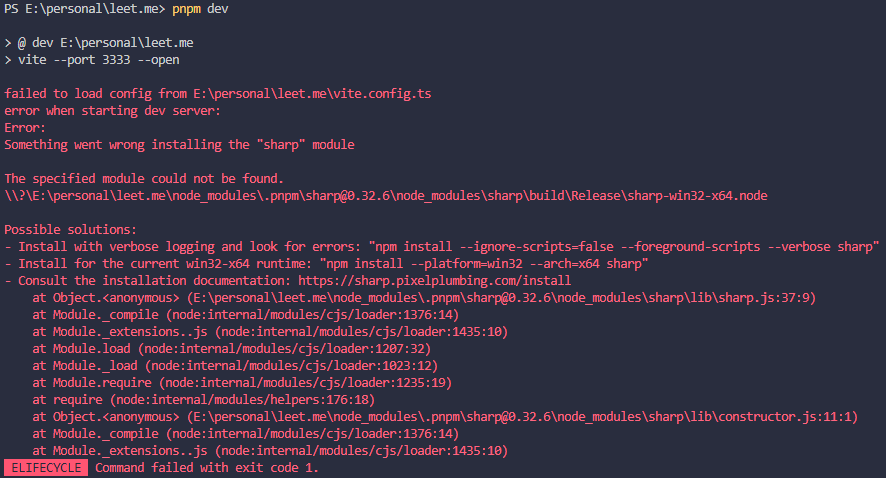 PS E:\personal\leet.me> pnpm dev
> @ dev E:\personal\leet.me
> vite --port 3333 --open
failed to load config from E:\personal\leet.me\vite.config.ts
error when starting dev server:
Error:
Something went wrong installing the "sharp" module
The specified module could not be found.
\\?\E:\personal\leet.me\node_modules\.pnpm\sharp@0.32.6\node_modules\sharp\build\Release\sharp-win32-x64.node
Possible solutions:
- Install with verbose logging and look for errors: "npm install --ignore-scripts=false --foreground-scripts --verbose sharp"
- Install for the current win32-x64 runtime: "npm install --platform=win32 --arch=x64 sharp"
- Consult the installation documentation: https://sharp.pixelplumbing.com/install
    at Object.<anonymous> (E:\personal\leet.me\node_modules\.pnpm\sharp@0.32.6\node_modules\sharp\lib\sharp.js:37:9)
    at Module._compile (node:internal/modules/cjs/loader:1376:14)
    at Module._extensions..js (node:internal/modules/cjs/loader:1435:10)
    at Module.load (node:internal/modules/cjs/loader:1207:32)
    at Module._load (node:internal/modules/cjs/loader:1023:12)
    at Module.require (node:internal/modules/cjs/loader:1235:19)
    at require (node:internal/modules/helpers:176:18)
    at Object.<anonymous> (E:\personal\leet.me\node_modules\.pnpm\sharp@0.32.6\node_modules\sharp\lib\constructor.js:11:1)
    at Module._compile (node:internal/modules/cjs/loader:1376:14)
    at Module._extensions..js (node:internal/modules/cjs/loader:1435:10)
ELIFECYCLE Command failed with exit code 1.